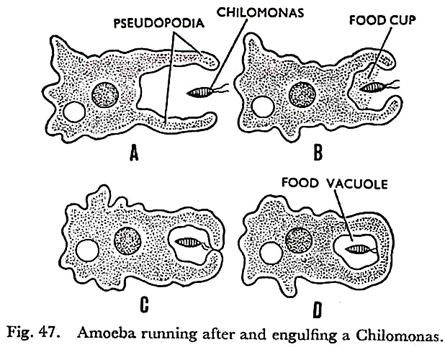 PSEUDOPODIA
CHILOMONAS
FOOD CUP
A
B
FOOD VACUOLE
C
D
Fig. 47. Amoeba running after and engulfing a Chilomonas.